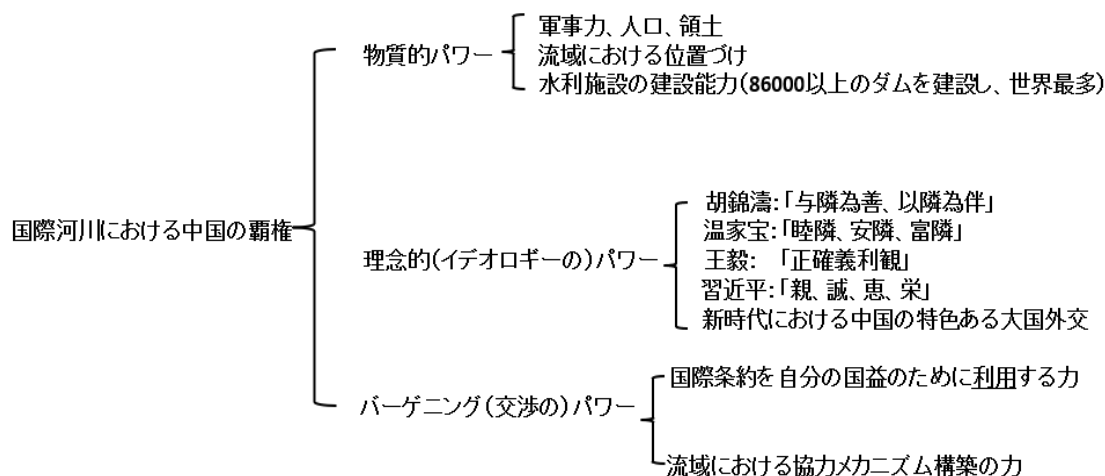 国際河川における中国の覇権
物質的パワー
軍事力、人口、領土
流域における位置づけ
水利施設の建設能力(86000以上のダムを建設し、世界最多)
理念的(イデオロギーの)パワー
胡錦濤:「与隣為善、以隣為伴」
温家宝:「睦隣、安隣、富隣」
王毅: 「正確義利観」
習近平:「親、誠、恵、栄」
新時代における中国の特色ある大国外交
バーゲニング(交渉の)パワー
国際条約を自分の国益のために利用する力
流域における協力メカニズム構築の力